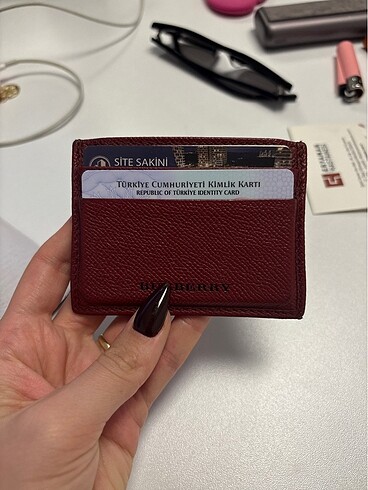 SİTE SAKİNİ
TÜRKİYE CUMHURİYETİ KİMLİK KARTI
REPUBLIC OF TÜRKİYE IDENTITY CARD
BURBERRY